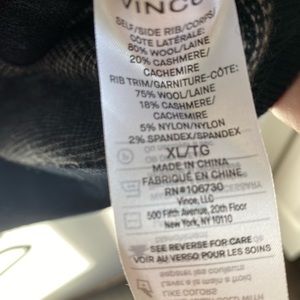 VINCE
SELF/SIDE RIB/CORPS/
CÔTE LATÉRALE:
80% WOOL/LAINE
20% CASHMERE/
CACHEMIRE
RIB TRIM/GARNITURE-CÔTE:
75% WOOL/LAINE
18% CASHMERE/
CACHEMIRE
5% NYLON/NYLON
2% SPANDEX/SPANDEX
XL/TG
MADE IN CHINA
FABRIQUÉ EN CHINE
RN#106730
Vince, LLC
500 Fifth Avenue, 20th Floor
New York, NY 10110
SEE REVERSE FOR CARE
VOIR AU VERSO POUR LES SOINS